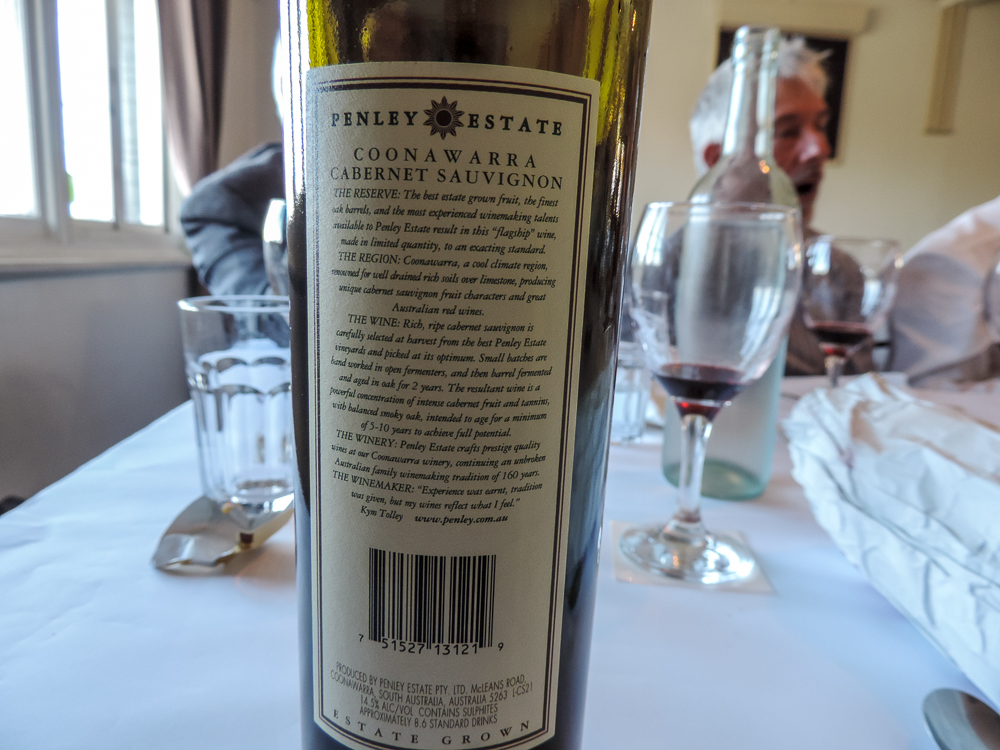 PENLEY ESTATE
COONAWARRA
CABERNET SAUVIGNON
THE RESERVE: The best estate grown fruit, the finest
oak barrels, and the most experienced winemaking talents
available to Penley Estate result in this "flagship" wine,
made in limited quantity, to an exacting standard.
THE REGION: Coonawarra, a cool climate region,
renowned for well drained rich soils over limestone, producing
unique cabernet sauvignon fruit characters and great
Australian red wines.
THE WINE: Rich, ripe cabernet sauvignon is
carefully selected at harvest from the best Penley Estate
vineyards and picked at its optimum. Small batches are
hand worked in open fermenters, and then barrel fermented
and aged in oak for 2 years. The resultant wine is a
powerful concentration of intense cabernet fruit and tannins,
with balanced smoky oak, intended to age for a minimum
of 5-10 years to achieve full potential.
THE WINERY: Penley Estate crafts prestige quality
wines at our Coonawarra winery, continuing an unbroken
Australian family winemaking tradition of 160 years.
THE WINEMAKER: "Experience was earnt, tradition
was given, but my wines reflect what I feel."
Kym Tolley www.penley.com.au
7 51527 13121 9
PRODUCED BY PENLEY ESTATE PTY. LTD. McLEANS ROAD,
COONAWARRA, SOUTH AUSTRALIA, AUSTRALIA 5263 LCS21
14.5% ALC/VOL. CONTAINS SULPHITES
APPROXIMATELY 8.6 STANDARD DRINKS
ESTATE GROWN